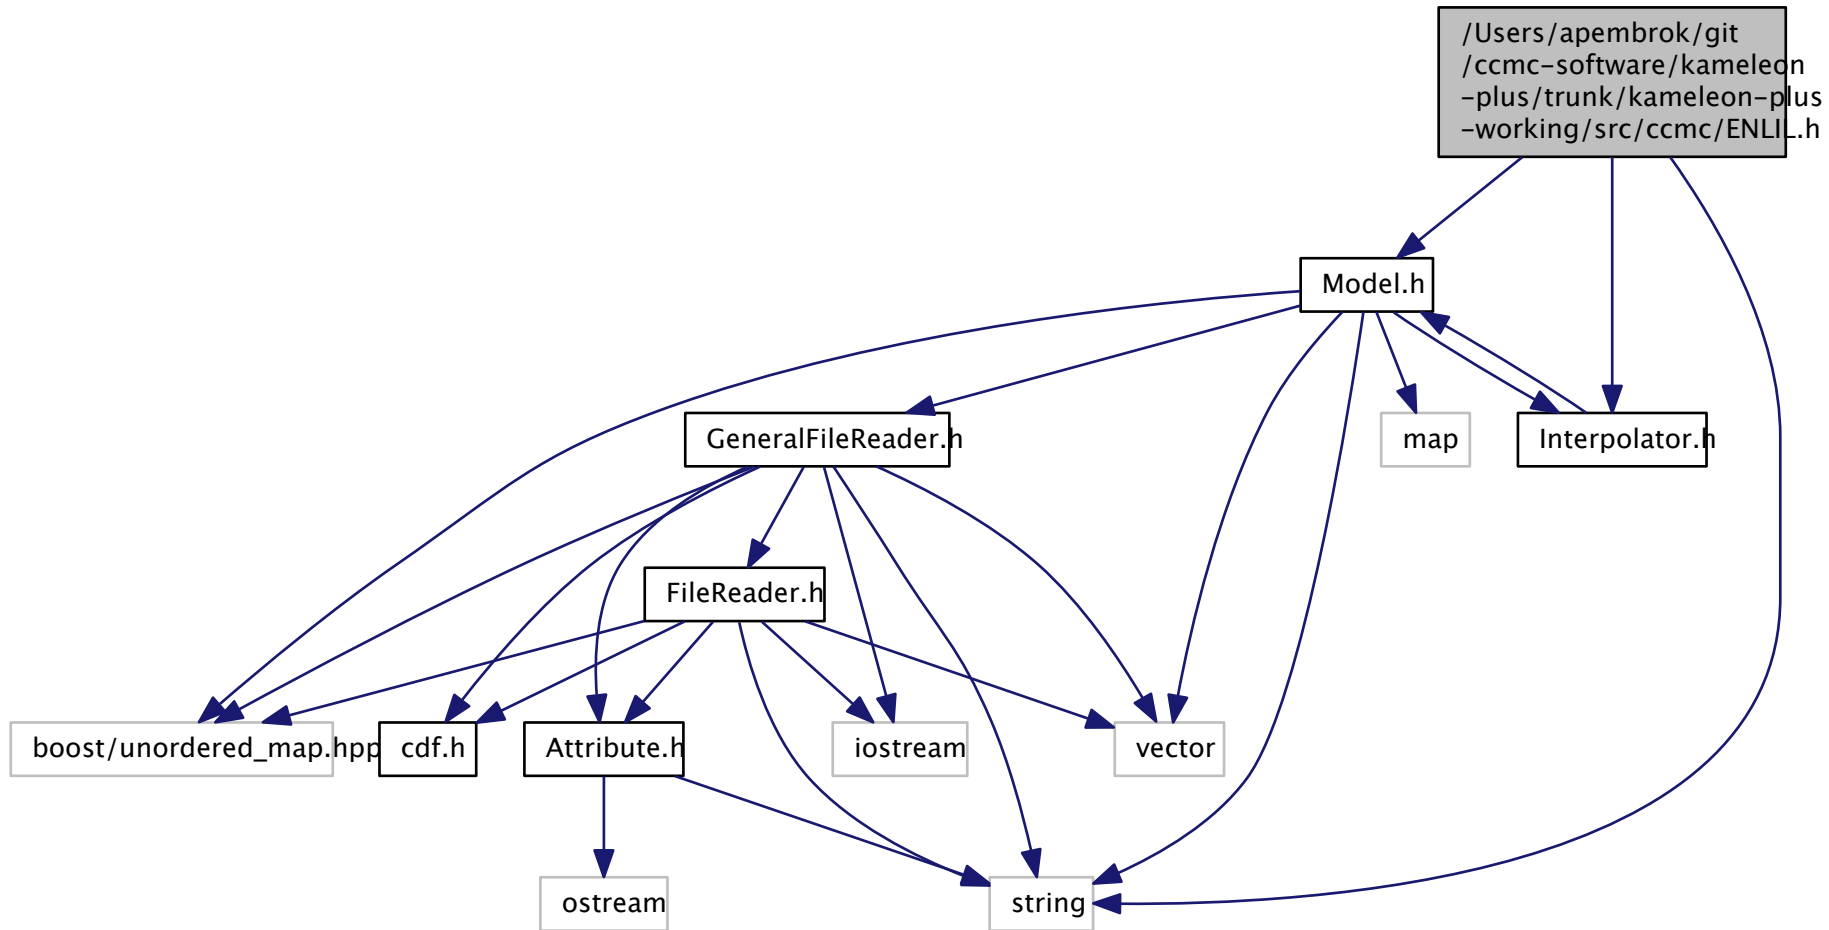 /Users/apembrok/git
/ccmc-software/kameleon
-plus/trunk/kameleon-plus
-working/src/ccmc/ENLIL.h
Model.h
GeneralFileReader.h
map
Interpolator.h
FileReader.h
boost/unordered_map.hpp
cdf.h
Attribute.h
iostream
vector
ostream
string